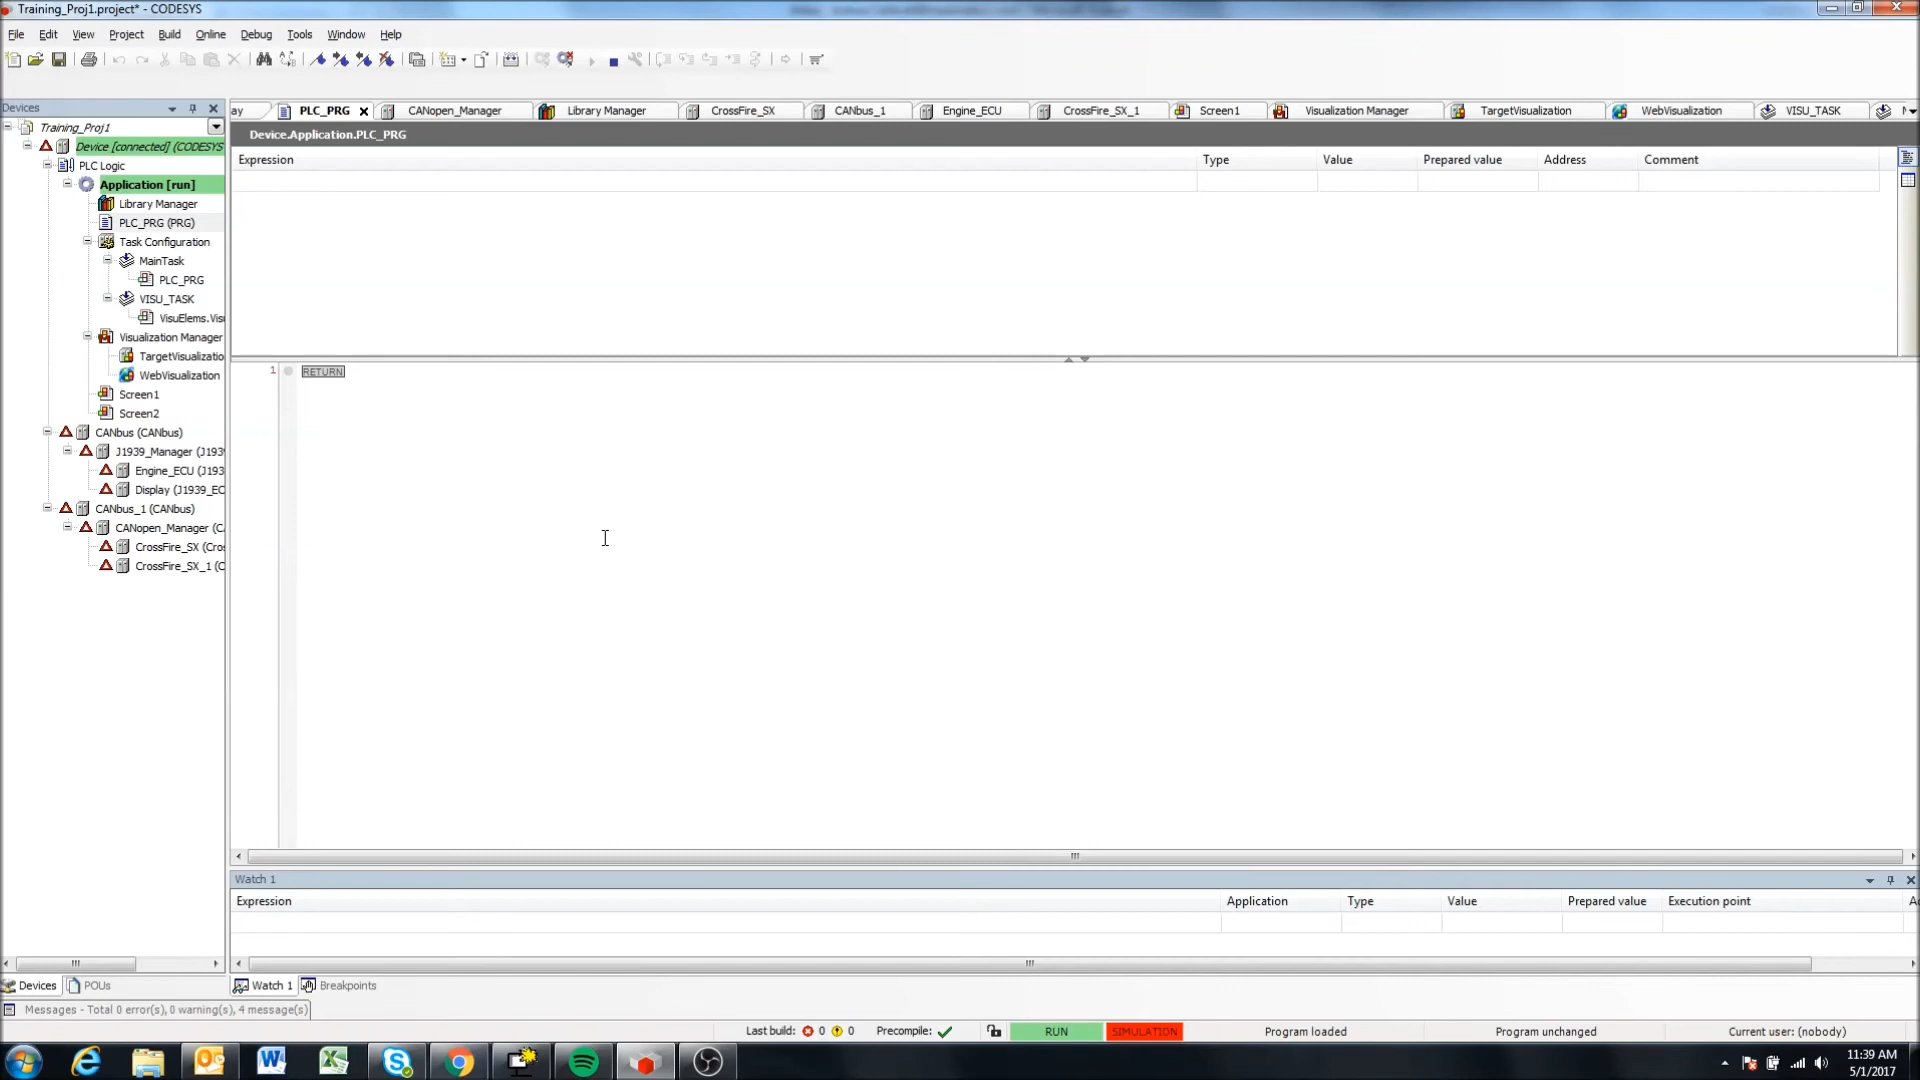 Training_Proj1.project* - CODESYS
File Edit View Project Build Online Debug Tools Window Help
Devices
Training_Proj1
Device [connected] (CODESYS
PLC Logic
Application [run]
Library Manager
PLC_PRG (PRG)
Task Configuration
MainTask
PLC_PRG
VISU_TASK
VisuElems.Visu
Visualization Manager
TargetVisualizatio
WebVisualization
Screen1
Screen2
CANbus (CANbus)
J1939_Manager (J1939
Engine_ECU (J193
Display (J1939_EC
CANbus_1 (CANbus)
CANopen_Manager (CA
CrossFire_SX (Cros
CrossFire_SX_1 (C
Devices POUs
ay PLC_PRG CANopen_Manager Library Manager CrossFire_SX CANbus_1 Engine_ECU CrossFire_SX_1 Screen1 Visualization Manager TargetVisualization WebVisualization VISU_TASK
Device.Application.PLC_PRG
Expression Type Value Prepared value Address Comment
1 RETURN
Watch 1
Expression Application Type Value Prepared value Execution point
Watch 1 Breakpoints
Messages - Total 0 error(s), 0 warning(s), 4 message(s)
Last build: 0 0 Precompile: RUN SIMULATION Program loaded Program unchanged Current user: (nobody)
11:39 AM
5/1/2017